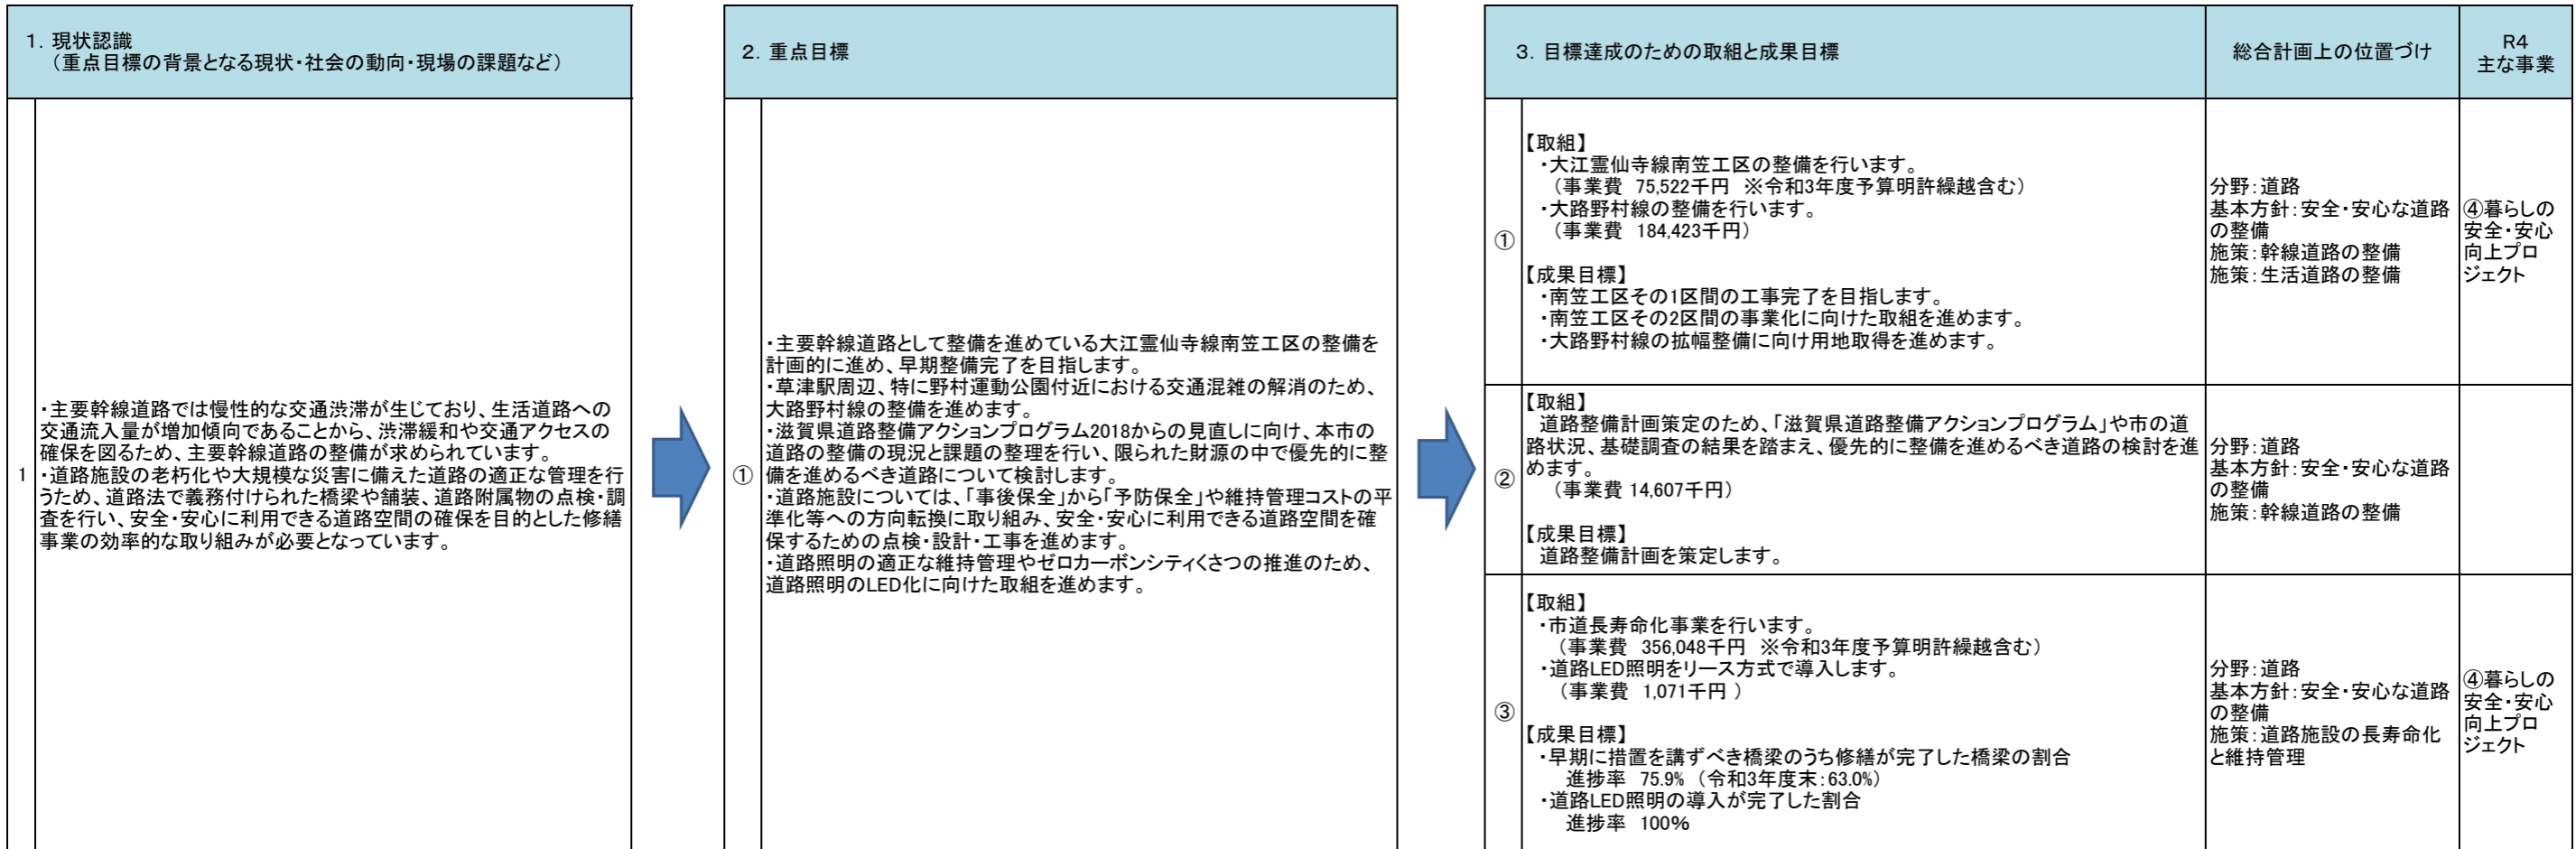 1．現状認識
（重点目標の背景となる現状・社会の動向・現場の課題など）
1
・主要幹線道路では慢性的な交通渋滞が生じており、生活道路への
交通流入量が増加傾向であることから、渋滞緩和や交通アクセスの
確保を図るため、主要幹線道路の整備が求められています。
・道路施設の老朽化や大規模な災害に備えた道路の適正な管理を行
うため、道路法で義務付けられた橋梁や舗装、道路附属物の点検・調
査を行い、安全・安心に利用できる道路空間の確保を目的とした修繕
事業の効率的な取り組みが必要となっています。
2．重点目標
①
・主要幹線道路として整備を進めている大江霊仙寺線南笠工区の整備を
計画的に進め、早期整備完了を目指します。
・草津駅周辺、特に野村運動公園付近における交通混雑の解消のため、
大路野村線の整備を進めます。
・滋賀県道路整備アクションプログラム2018からの見直しに向け、本市の
道路の整備の現況と課題の整理を行い、限られた財源の中で優先的に整
備を進めるべき道路について検討します。
・道路施設については、「事後保全」から「予防保全」や維持管理コストの平
準化等への方向転換に取り組み、安全・安心に利用できる道路空間を確
保するための点検・設計・工事を進めます。
・道路照明の適正な維持管理やゼロカーボンシティくさつの推進のため、
道路照明のLED化に向けた取組を進めます。
3．目標達成のための取組と成果目標
総合計画上の位置づけ
R4
主な事業
①
【取組】
・大江霊仙寺線南笠工区の整備を行います。
（事業費 75,522千円 ※令和3年度予算明許繰越含む）
・大路野村線の整備を行います。
（事業費 184,423千円）
【成果目標】
・南笠工区その1区間の工事完了を目指します。
・南笠工区その2区間の事業化に向けた取組を進めます。
・大路野村線の拡幅整備に向け用地取得を進めます。
分野：道路
基本方針：安全・安心な道路
の整備
施策：幹線道路の整備
施策：生活道路の整備
④暮らしの
安全・安心
向上プロ
ジェクト
②
【取組】
道路整備計画策定のため、「滋賀県道路整備アクションプログラム」や市の道
路状況、基礎調査の結果を踏まえ、優先的に整備を進めるべき道路の検討を進
めます。
（事業費 14,607千円）
【成果目標】
道路整備計画を策定します。
分野：道路
基本方針：安全・安心な道路
の整備
施策：幹線道路の整備
③
【取組】
・市道長寿命化事業を行います。
（事業費 356,048千円 ※令和3年度予算明許繰越含む）
・道路LED照明をリース方式で導入します。
（事業費 1,071千円 ）
【成果目標】
・早期に措置を講ずべき橋梁のうち修繕が完了した橋梁の割合
進捗率 75.9% （令和3年度末：63.0%）
・道路LED照明の導入が完了した割合
進捗率 100%
分野：道路
基本方針：安全・安心な道路
の整備
施策：道路施設の長寿命化
と維持管理
④暮らしの
安全・安心
向上プロ
ジェクト